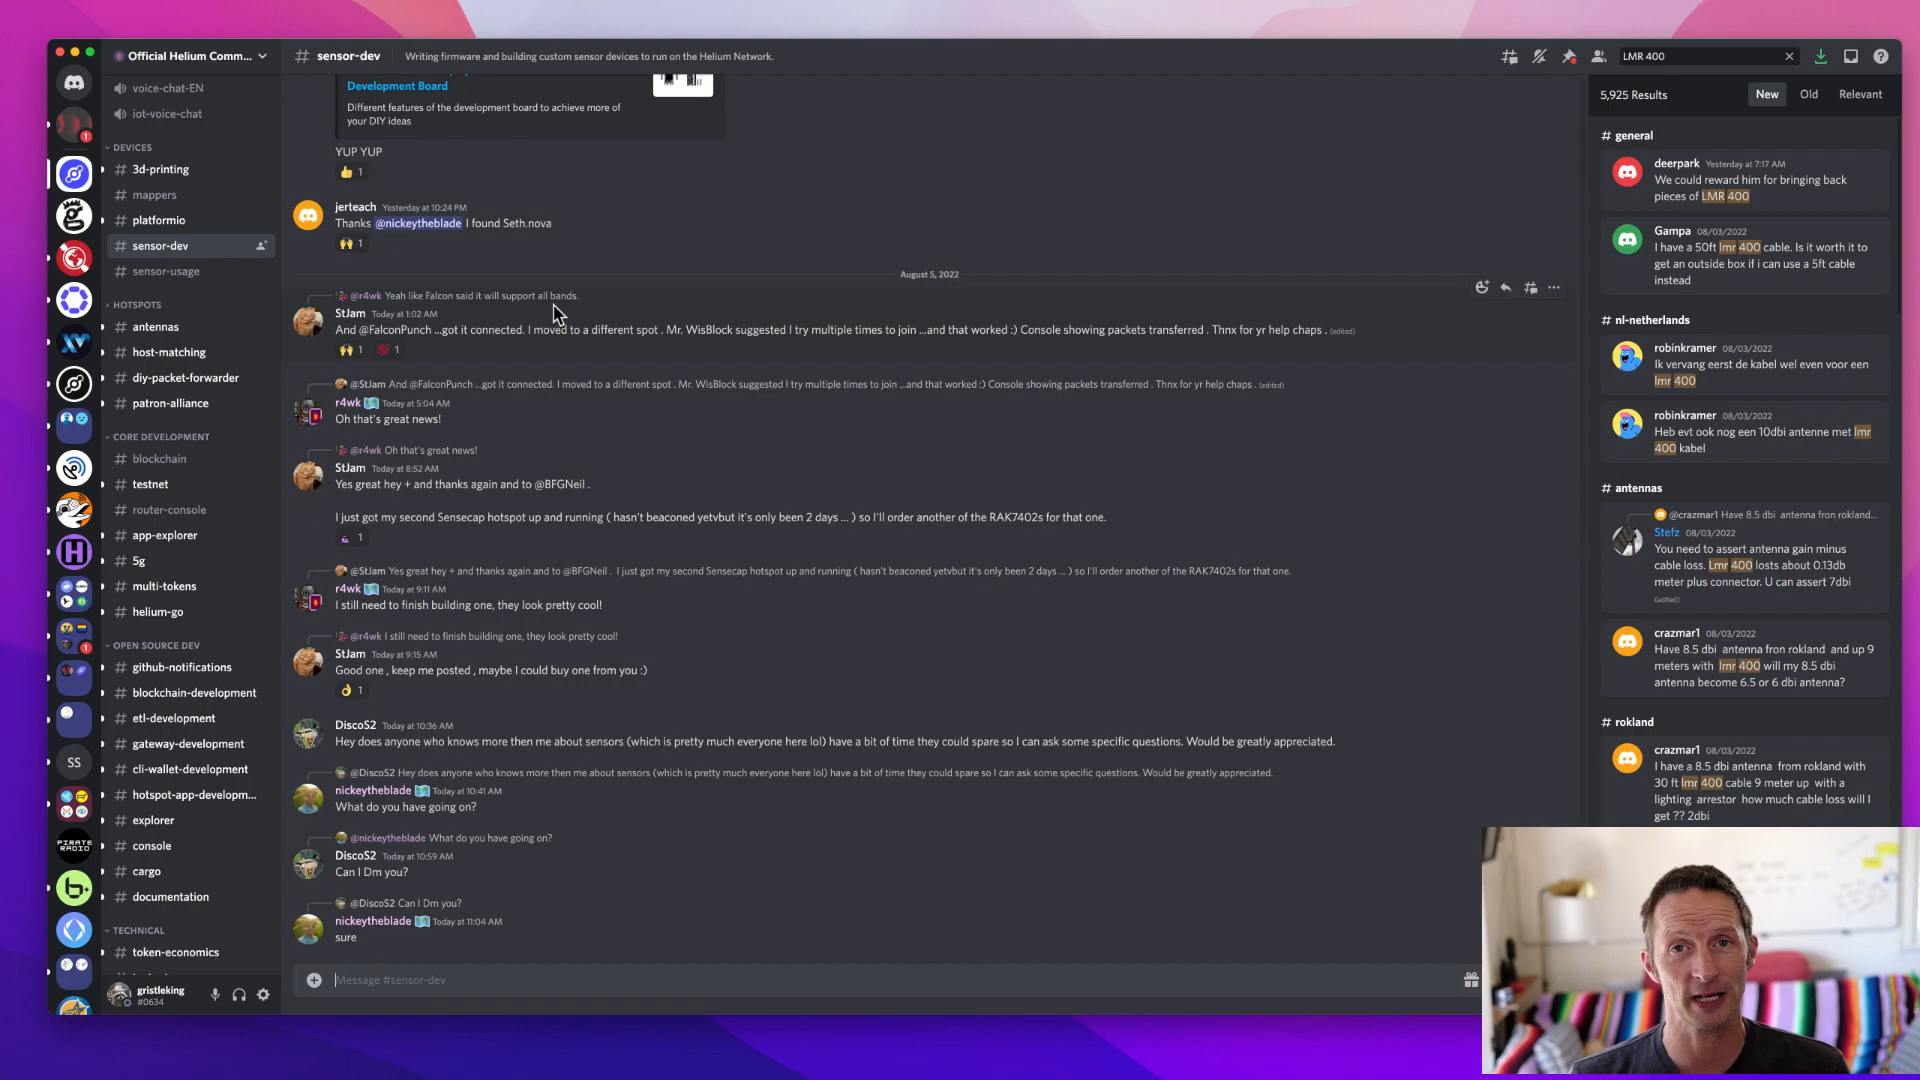 Official Helium Comm...
# sensor-dev
Writing firmware and building custom sensor devices to run on the Helium Network.
LMR 400
voice-chat-EN
iot-voice-chat
DEVICES
# 3d-printing
# mappers
# platformio
# sensor-dev
# sensor-usage
HOTSPOTS
# antennas
# host-matching
# diy-packet-forwarder
# patron-alliance
CORE DEVELOPMENT
# blockchain
# testnet
# router-console
# app-explorer
# 5g
# multi-tokens
# helium-go
OPEN SOURCE DEV
# github-notifications
# blockchain-development
# etl-development
# gateway-development
# cli-wallet-development
# hotspot-app-developm...
# explorer
# console
# cargo
# documentation
TECHNICAL
# token-economics
gristleking
#0634
1
1
SS
PIRATE
RADIO
Development Board
Different features of the development board to achieve more of
your DIY ideas
YUP YUP
1
jerteach Yesterday at 10:24 PM
Thanks @nickeytheblade I found Seth.nova
1
August 5, 2022
@r4wk Yeah like Falcon said it will support all bands.
StJam Today at 1:02 AM
And @FalconPunch ...got it connected. I moved to a different spot . Mr. WisBlock suggested I try multiple times to join ...and that worked :) Console showing packets transferred . Thnx for yr help chaps . (edited)
1 1
@StJam And @FalconPunch ...got it connected. I moved to a different spot . Mr. WisBlock suggested I try multiple times to join ...and that worked :) Console showing packets transferred . Thnx for yr help chaps . (edited)
r4wk Today at 5:04 AM
Oh that's great news!
@r4wk Oh that's great news!
StJam Today at 8:52 AM
Yes great hey + and thanks again and to @BFGNeil .
I just got my second Sensecap hotspot up and running ( hasn't beaconed yetvbut it's only been 2 days ... ) so I'll order another of the RAK7402s for that one.
1
@StJam Yes great hey + and thanks again and to @BFGNeil . I just got my second Sensecap hotspot up and running ( hasn't beaconed yetvbut it's only been 2 days ... ) so I'll order another of the RAK7402s for that one.
r4wk Today at 9:11 AM
I still need to finish building one, they look pretty cool!
@r4wk I still need to finish building one, they look pretty cool!
StJam Today at 9:15 AM
Good one , keep me posted , maybe I could buy one from you :)
1
DiscoS2 Today at 10:36 AM
Hey does anyone who knows more then me about sensors (which is pretty much everyone here lol) have a bit of time they could spare so I can ask some specific questions. Would be greatly appreciated.
@DiscoS2 Hey does anyone who knows more then me about sensors (which is pretty much everyone here lol) have a bit of time they could spare so I can ask some specific questions. Would be greatly appreciated.
nickeytheblade Today at 10:41 AM
What do you have going on?
@nickeytheblade What do you have going on?
DiscoS2 Today at 10:59 AM
Can I Dm you?
@DiscoS2 Can I Dm you?
nickeytheblade Today at 11:04 AM
sure
Message #sensor-dev
5,925 Results
New
Old
Relevant
# general
deerpark Yesterday at 7:17 AM
We could reward him for bringing back
pieces of LMR 400
Gampa 08/03/2022
I have a 50ft lmr 400 cable. Is it worth it to
get an outside box if i can use a 5ft cable
instead
# nl-netherlands
robinkramer 08/03/2022
Ik vervang eerst de kabel wel even voor een
lmr 400
robinkramer 08/03/2022
Heb evt ook nog een 10dbi antenne met lmr
400 kabel
# antennas
@crazmar1 Have 8.5 dbi antenna fron rokland...
Stefz 08/03/2022
You need to assert antenna gain minus
cable loss. Lmr 400 losts about 0.13db
meter plus connector. U can assert 7dbi
(edited)
crazmar1 08/03/2022
Have 8.5 dbi antenna fron rokland and up 9
meters with lmr 400 will my 8.5 dbi
antenna become 6.5 or 6 dbi antenna?
# rokland
crazmar1 08/03/2022
I have a 8.5 dbi antenna from rokland with
30 ft lmr 400 cable 9 meter up with a
lighting arrestor how much cable loss will I
get ?? 2dbi